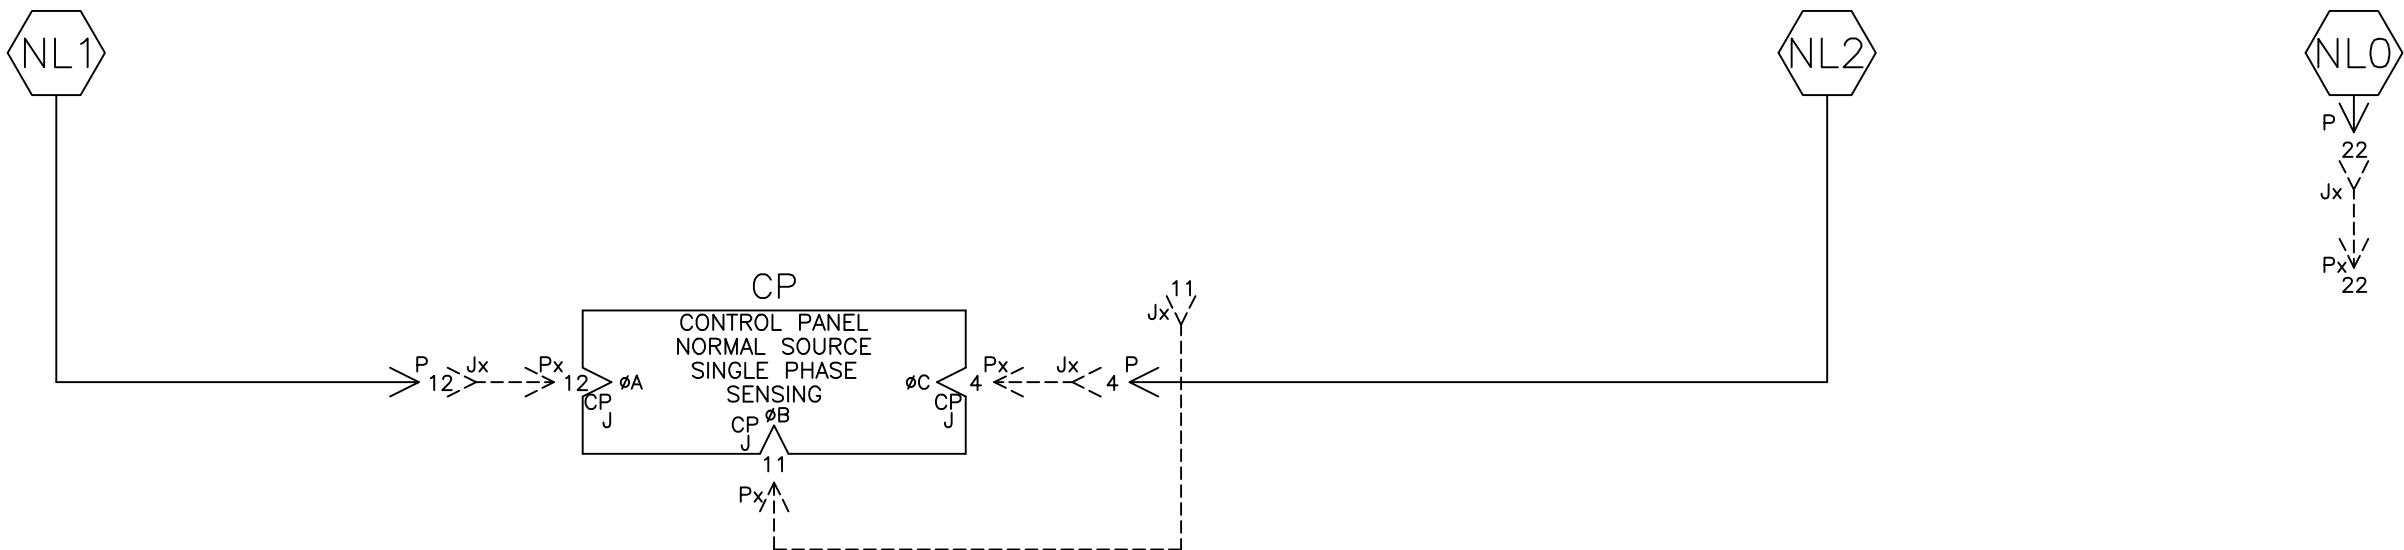 NL1
NL2
NL0
P
22
Jx
Px
22
CP
11
Jx
CONTROL PANEL
NORMAL SOURCE
SINGLE PHASE
SENSING
P
12
Jx
Px
12
øA
CP
J
øC
CP
J
4
Px
Jx
4
P
øB
CP
J
11
Px